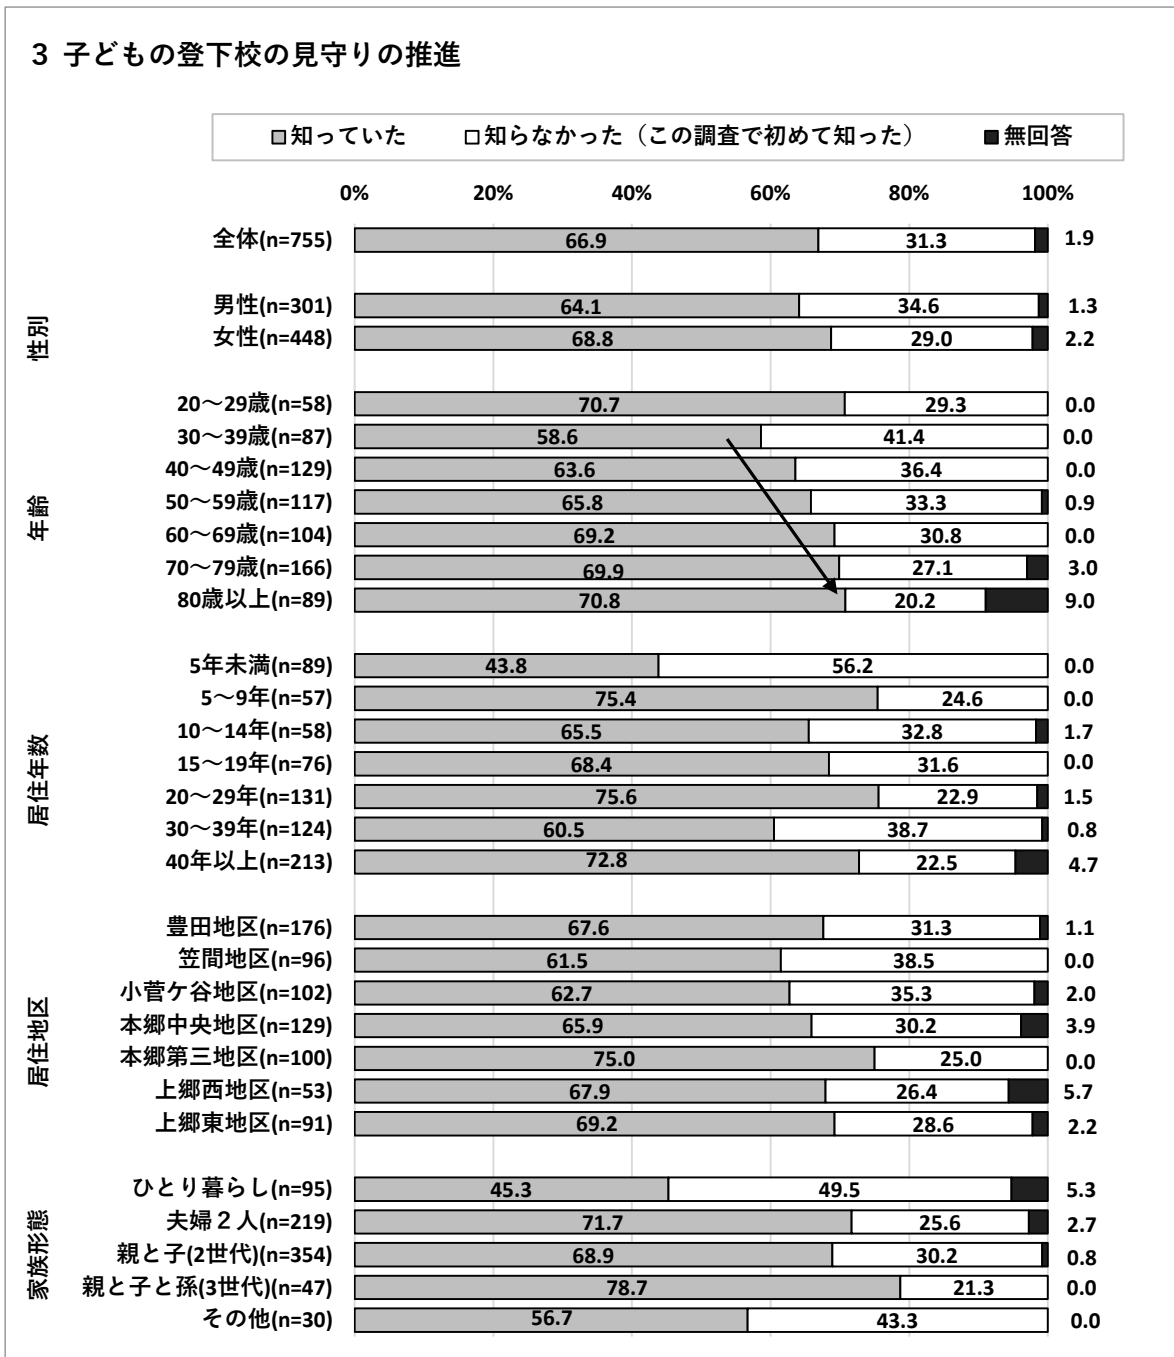 3 子どもの登下校の見守りの推進
知っていた 知らなかった（この調査で初めて知った） 無回答
0% 20% 40% 60% 80% 100%
全体(n=755) 66.9 31.3 1.9
性別
男性(n=301) 64.1 34.6 1.3
女性(n=448) 68.8 29.0 2.2
年齢
20～29歳(n=58) 70.7 29.3 0.0
30～39歳(n=87) 58.6 41.4 0.0
40～49歳(n=129) 63.6 36.4 0.0
50～59歳(n=117) 65.8 33.3 0.9
60～69歳(n=104) 69.2 30.8 0.0
70～79歳(n=166) 69.9 27.1 3.0
80歳以上(n=89) 70.8 20.2 9.0
居住年数
5年未満(n=89) 43.8 56.2 0.0
5～9年(n=57) 75.4 24.6 0.0
10～14年(n=58) 65.5 32.8 1.7
15～19年(n=76) 68.4 31.6 0.0
20～29年(n=131) 75.6 22.9 1.5
30～39年(n=124) 60.5 38.7 0.8
40年以上(n=213) 72.8 22.5 4.7
居住地区
豊田地区(n=176) 67.6 31.3 1.1
笠間地区(n=96) 61.5 38.5 0.0
小菅ケ谷地区(n=102) 62.7 35.3 2.0
本郷中央地区(n=129) 65.9 30.2 3.9
本郷第三地区(n=100) 75.0 25.0 0.0
上郷西地区(n=53) 67.9 26.4 5.7
上郷東地区(n=91) 69.2 28.6 2.2
家族形態
ひとり暮らし(n=95) 45.3 49.5 5.3
夫婦２人(n=219) 71.7 25.6 2.7
親と子(2世代)(n=354) 68.9 30.2 0.8
親と子と孫(3世代)(n=47) 78.7 21.3 0.0
その他(n=30) 56.7 43.3 0.0